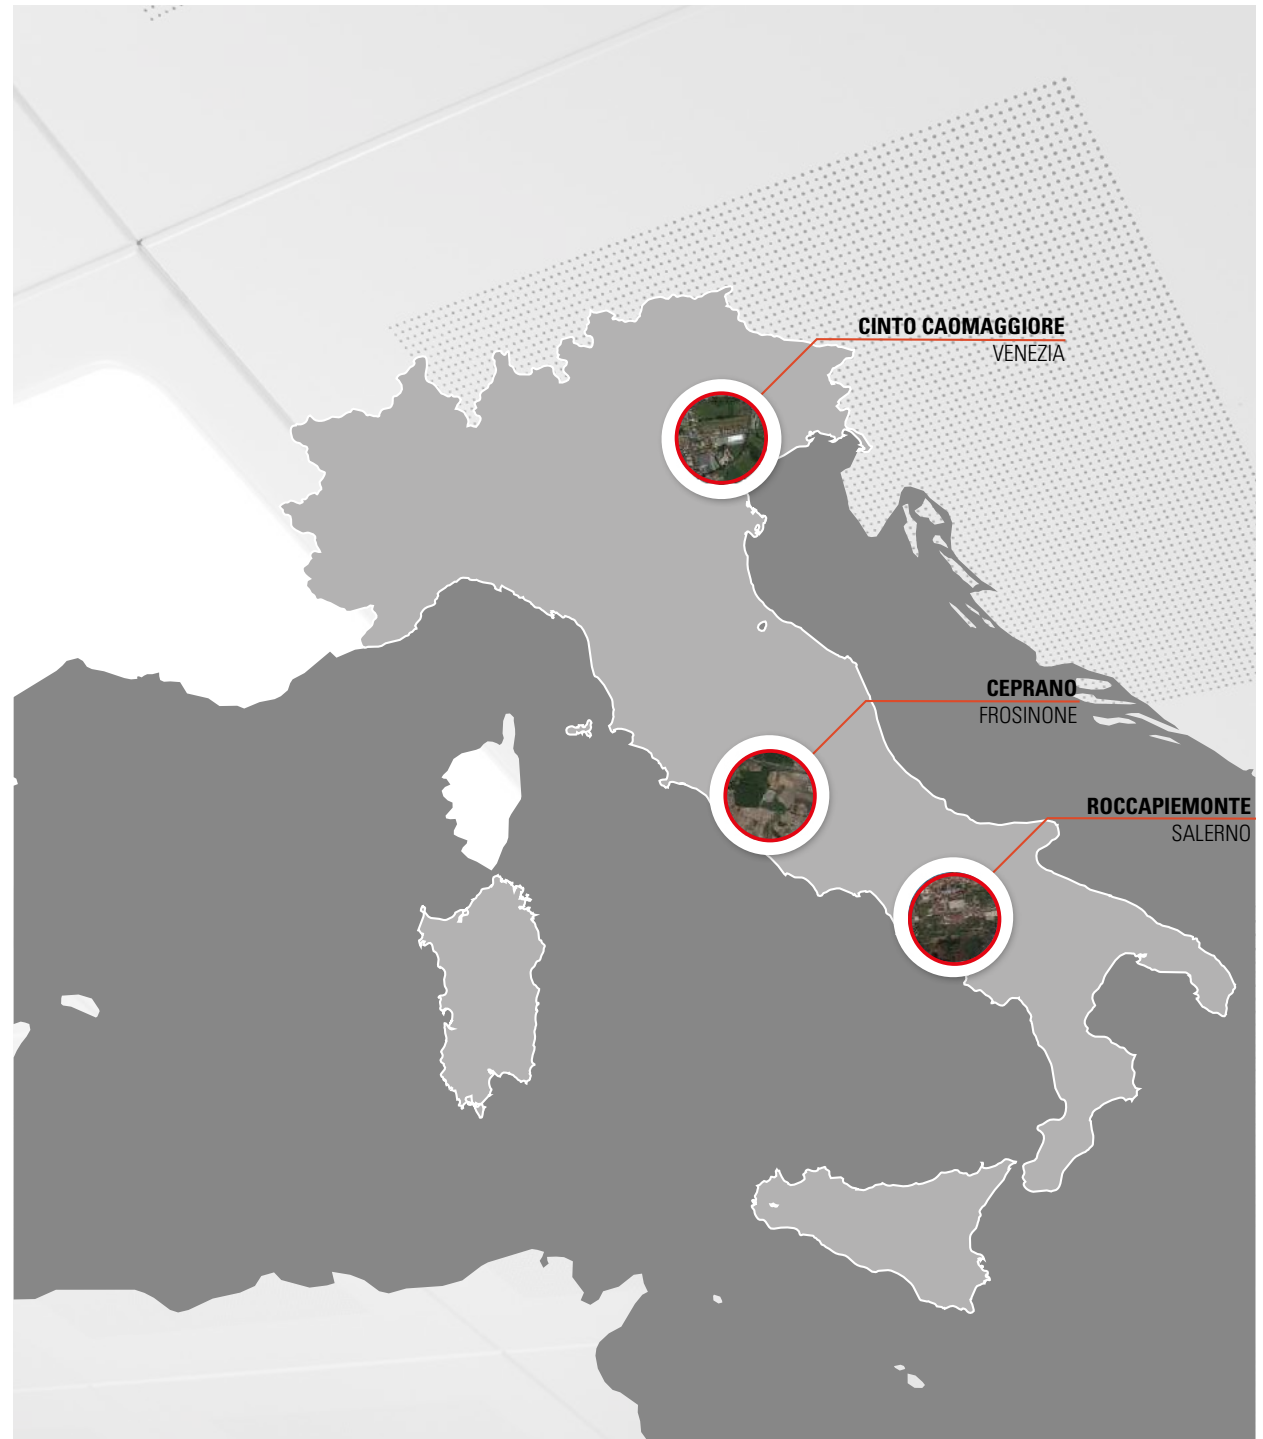 CINTO CAOMAGGIORE
VENEZIA
CEPRANO
FROSINONE
ROCCAPIEMONTE
SALERNO